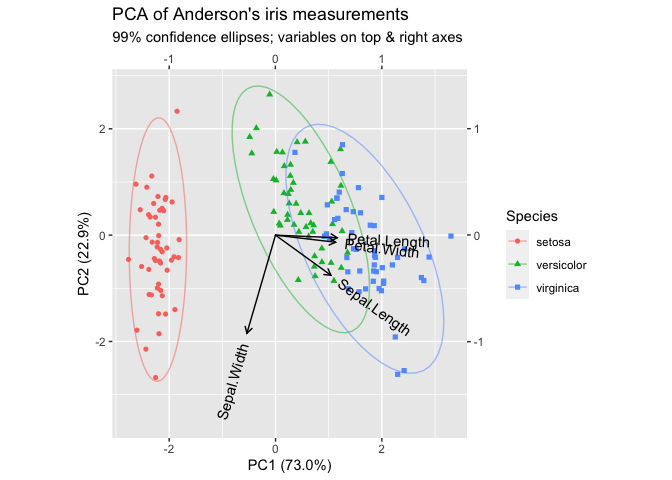 PCA of Anderson's iris measurements
99% confidence ellipses; variables on top & right axes
-1 0 1
2 1
0 0
-2 -1
PC2 (22.9%)
Petal.Length
Petal.Width
Sepal.Length
Sepal.Width
-2 0 2
PC1 (73.0%)
Species
setosa
versicolor
virginica